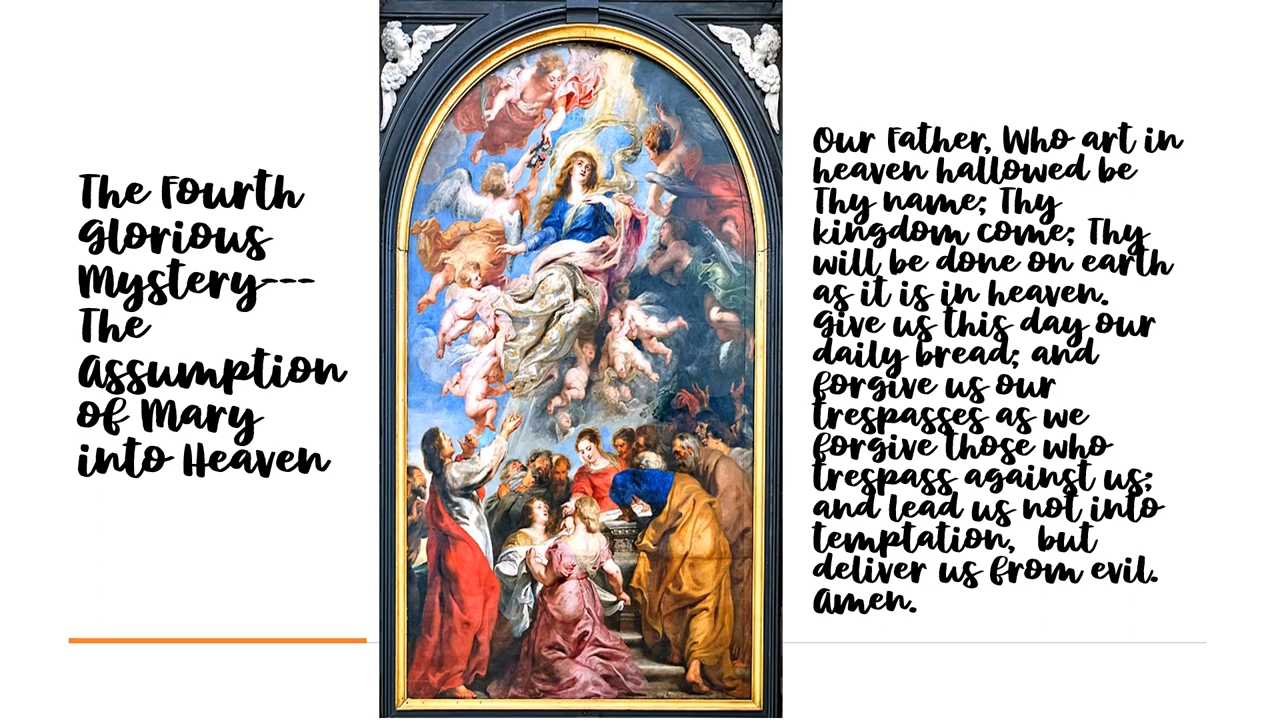 The Fourth
Glorious
Mystery---
The
Assumption
of Mary
into Heaven
Our Father, Who art in
heaven hallowed be
Thy name; Thy
kingdom come; Thy
will be done on earth
as it is in heaven.
Give us this day our
daily bread; and
forgive us our
trespasses as we
forgive those who
trespass against us;
and lead us not into
temptation,  but
deliver us from evil.
Amen.